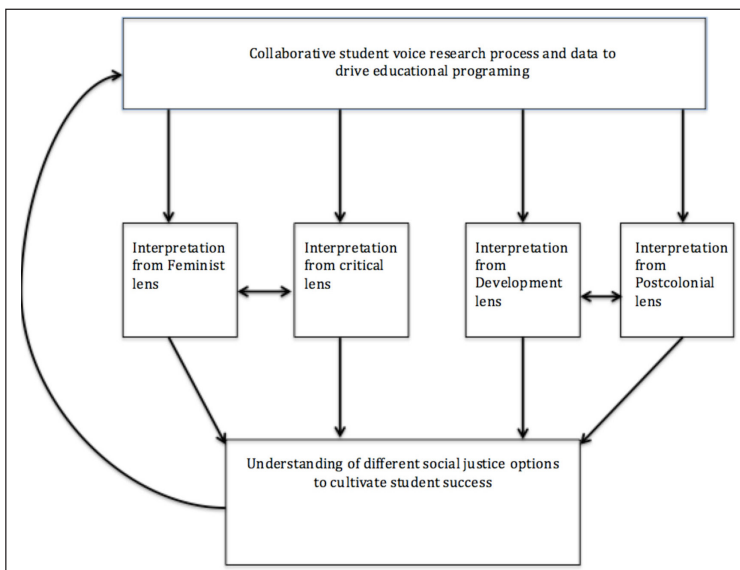 Collaborative student voice research process and data to
drive educational programing
Interpretation
from Feminist
lens
Interpretation
from critical
lens
Interpretation
from
Development
lens
Interpretation
from
Postcolonial
lens
Understanding of different social justice options
to cultivate student success